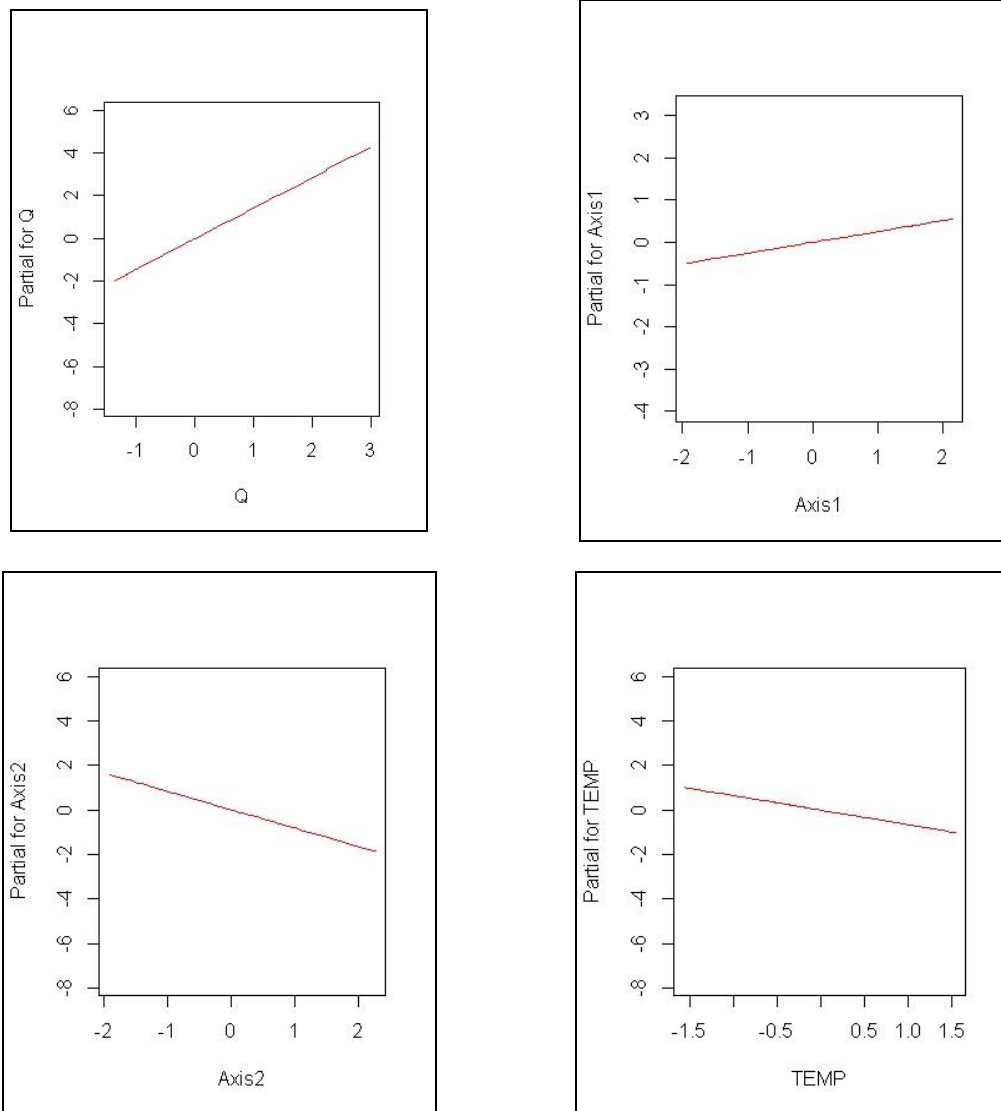 Partial for Q
6
4
2
0
-2
-4
-6
-8
-1 0 1 2 3
Q
Partial for Axis1
3
2
1
0
-1
-2
-3
-4
-2 -1 0 1 2
Axis1
Partial for Axis2
6
4
2
0
-2
-4
-6
-8
-2 -1 0 1 2
Axis2
Partial for TEMP
6
4
2
0
-2
-4
-6
-8
-1.5 -0.5 0.5 1.0 1.5
TEMP